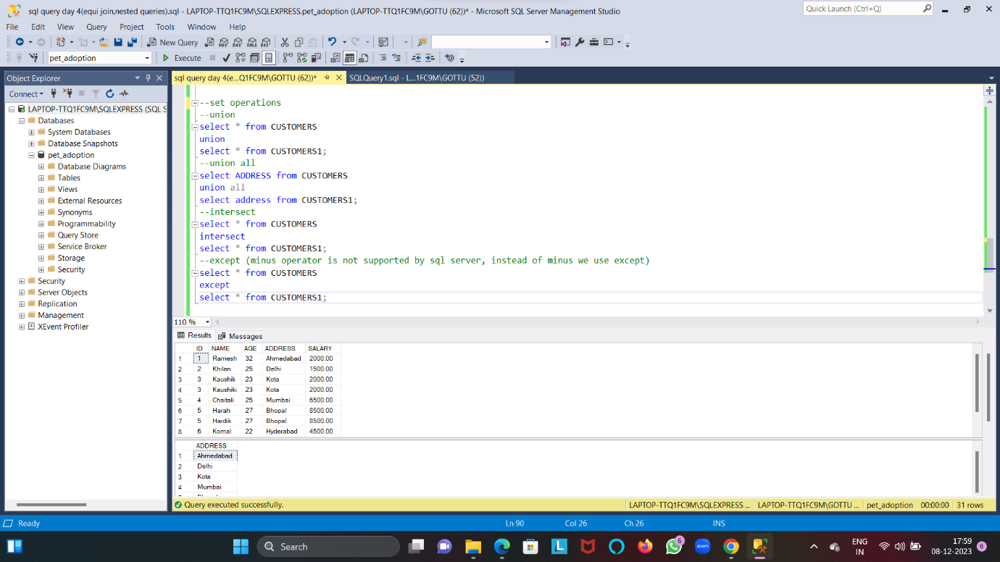 sql query day 4(equi join,nested queries).sql - LAPTOP-TTQ1FC9M\SQLEXPRESS.pet_adoption (LAPTOP-TTQ1FC9M\GOTTU (62))* - Microsoft SQL Server Management Studio
Quick Launch (Ctrl+Q)
File Edit View Query Project Tools Window Help
New Query
pet_adoption
Execute
Object Explorer
sql query day 4(e...Q1FC9M\GOTTU (62))*
SQLQuery1.sql - L...1FC9M\GOTTU (52))
Connect
LAPTOP-TTQ1FC9M\SQLEXPRESS (SQL S
Databases
System Databases
Database Snapshots
pet_adoption
Database Diagrams
Tables
Views
External Resources
Synonyms
Programmability
Query Store
Service Broker
Storage
Security
Security
Server Objects
Replication
Management
XEvent Profiler
--set operations
--union
select * from CUSTOMERS
union
select * from CUSTOMERS1;
--union all
select ADDRESS from CUSTOMERS
union all
select address from CUSTOMERS1;
--intersect
select * from CUSTOMERS
intersect
select * from CUSTOMERS1;
--except (minus operator is not supported by sql server, instead of minus we use except)
select * from CUSTOMERS
except
select * from CUSTOMERS1;
110 %
Results Messages
ID NAME AGE ADDRESS SALARY
1 1 Ramesh 32 Ahmedabad 2000.00
2 2 Khilan 25 Delhi 1500.00
3 3 Kaushik 23 Kota 2000.00
4 3 Kaushiki 23 Kota 2000.00
5 4 Chaitali 25 Mumbai 6500.00
6 5 Harah 27 Bhopal 8500.00
7 5 Hardik 27 Bhopal 8500.00
8 6 Komal 22 Hyderabad 4500.00
ADDRESS
1 Ahmedabad
2 Delhi
3 Kota
4 Mumbai
Query executed successfully.
LAPTOP-TTQ1FC9M\SQLEXPRESS ... LAPTOP-TTQ1FC9M\GOTTU ... pet_adoption 00:00:00 31 rows
Ready Ln 90 Col 26 Ch 26 INS
Search
zoom
6
ENG
IN
17:59
08-12-2023
6